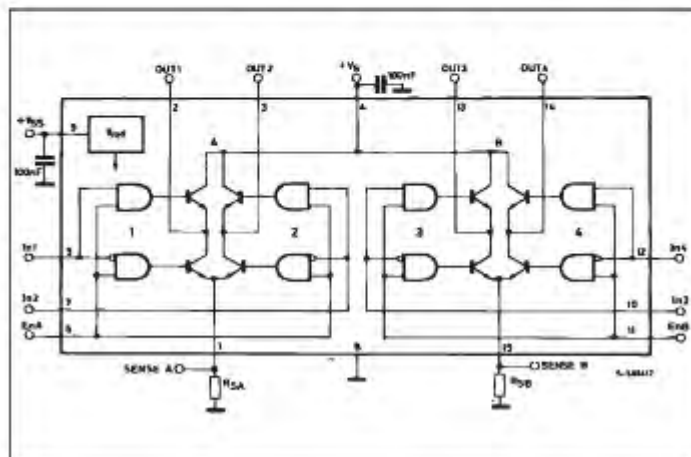 OUT1 OUT2 +Vs 100nF OUT3 OUT4
2 3 4 13 14
+VSS 9 Vref
A B
100nF
1 2 3 4
In1 5 12 In4
In2 7 10 In3
EnA 6 11 EnB
1 8 15
SENSE A SENSE B
RSA RSB